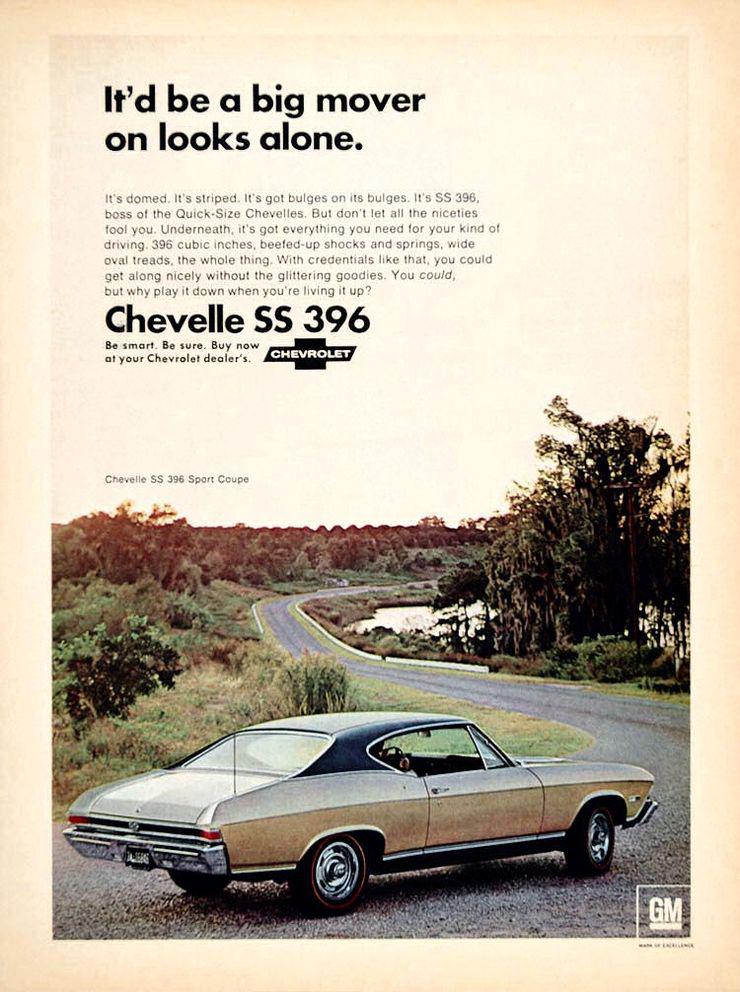 It'd be a big mover
on looks alone.
It's domed. It's striped. It's got bulges on its bulges. It's SS 396,
boss of the Quick-Size Chevelles. But don't let all the niceties
fool you. Underneath, it's got everything you need for your kind of
driving. 396 cubic inches, beefed-up shocks and springs, wide
oval treads, the whole thing. With credentials like that, you could
get along nicely without the glittering goodies. You could,
but why play it down when you're living it up?
Chevelle SS 396
Be smart. Be sure. Buy now
at your Chevrolet dealer's.
CHEVROLET
Chevelle SS 396 Sport Coupe
GM
MARK OF EXCELLENCE